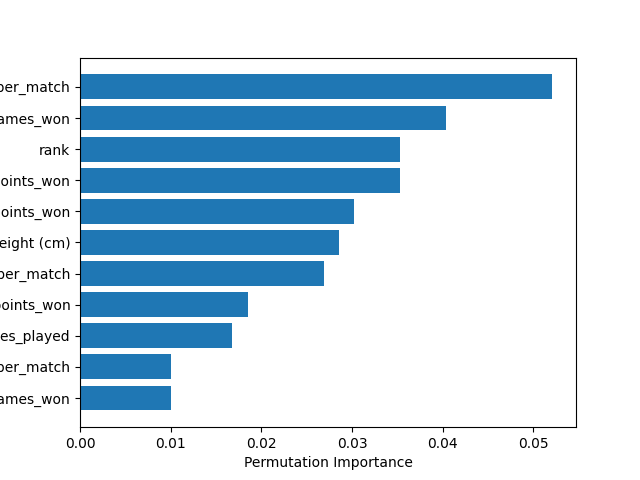 per_match
ames_won
rank
oints_won
oints_won
eight (cm)
per_match
points_won
es_played
per_match
ames_won
0.00 0.01 0.02 0.03 0.04 0.05
Permutation Importance